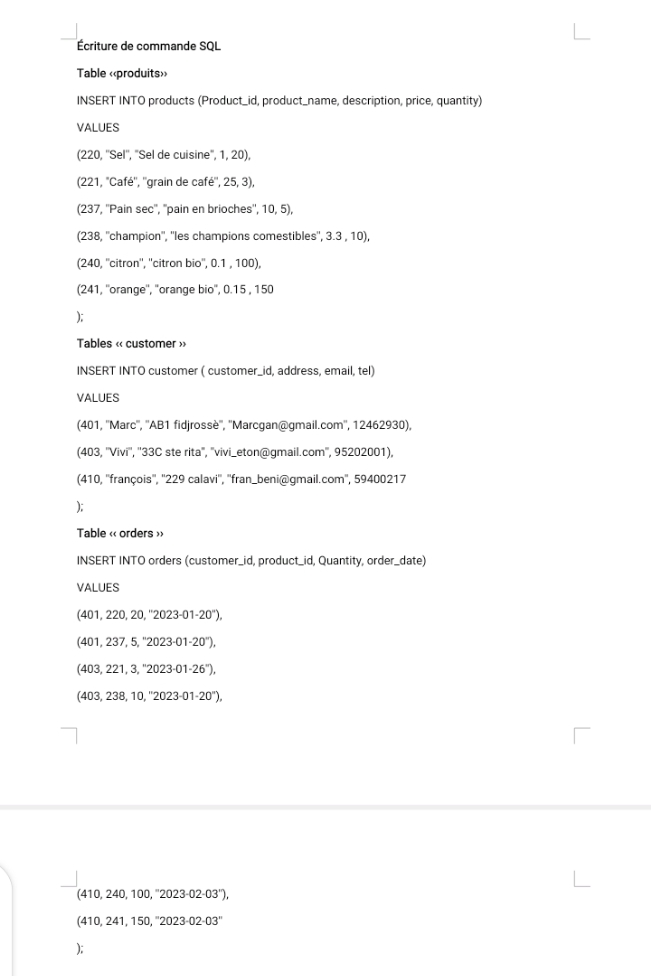 Écriture de commande SQL
Table ‹‹produits››
INSERT INTO products (Product_id, product_name, description, price, quantity)
VALUES
(220, "Sel", "Sel de cuisine", 1, 20),
(221, "Café", "grain de café", 25, 3),
(237, "Pain sec", "pain en brioches", 10, 5),
(238, "champion", "les champions comestibles", 3.3 , 10),
(240, "citron", "citron bio", 0.1 , 100),
(241, "orange", "orange bio", 0.15 , 150
);
Tables ‹‹ customer ››
INSERT INTO customer ( customer_id, address, email, tel)
VALUES
(401, "Marc", "AB1 fidjrossè", "Marcgan@gmail.com", 12462930),
(403, "Vivi", "33C ste rita", "vivi_eton@gmail.com", 95202001),
(410, "françois", "229 calavi", "fran_beni@gmail.com", 59400217
);
Table ‹‹ orders ››
INSERT INTO orders (customer_id, product_id, Quantity, order_date)
VALUES
(401, 220, 20, "2023-01-20"),
(401, 237, 5, "2023-01-20"),
(403, 221, 3, "2023-01-26"),
(403, 238, 10, "2023-01-20"),
(410, 240, 100, "2023-02-03"),
(410, 241, 150, "2023-02-03"
);